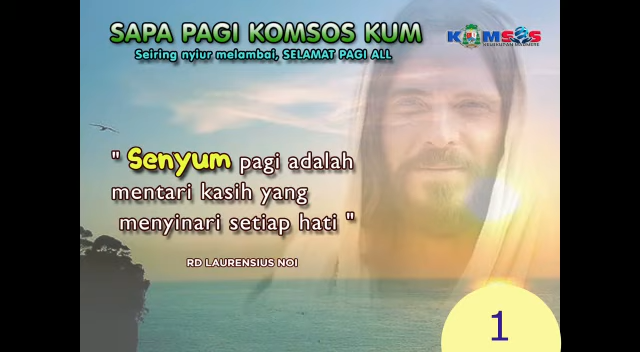 SAPA PAGI KOMSOS KUM
Seiring nyiur melambai, SELAMAT PAGI ALL
KOMSOS
" Senyum pagi adalah
mentari kasih yang
menyinari setiap hati "
RD LAURENSIUS NOI
1